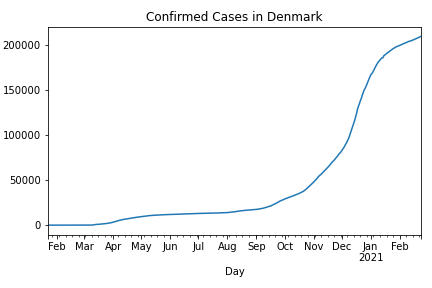 Confirmed Cases in Denmark
200000
150000
100000
50000
0
Feb Mar Apr May Jun Jul Aug Sep Oct Nov Dec Jan Feb
2021
Day